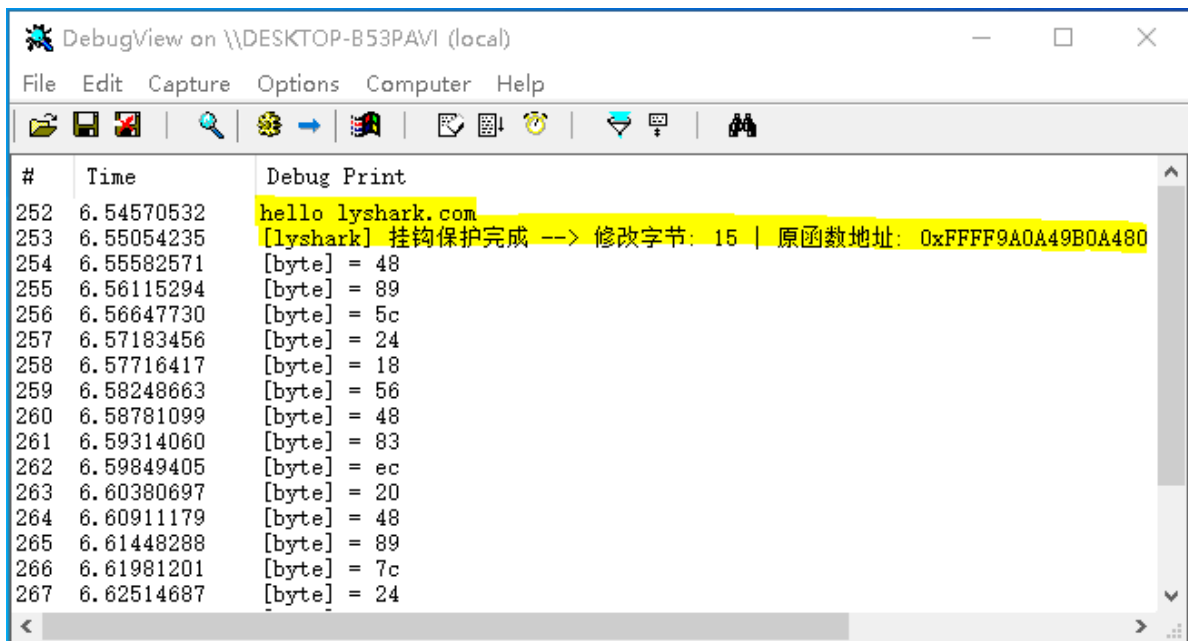 DebugView on \\DESKTOP-B53PAVI (local)
File Edit Capture Options Computer Help
# Time Debug Print
252 6.54570532 hello lyshark.com
253 6.55054235 [lyshark] 挂钩保护完成 --> 修改字节: 15 | 原函数地址: 0xFFFF9A0A49B0A480
254 6.55582571 [byte] = 48
255 6.56115294 [byte] = 89
256 6.56647730 [byte] = 5c
257 6.57183456 [byte] = 24
258 6.57716417 [byte] = 18
259 6.58248663 [byte] = 56
260 6.58781099 [byte] = 48
261 6.59314060 [byte] = 83
262 6.59849405 [byte] = ec
263 6.60380697 [byte] = 20
264 6.60911179 [byte] = 48
265 6.61448288 [byte] = 89
266 6.61981201 [byte] = 7c
267 6.62514687 [byte] = 24